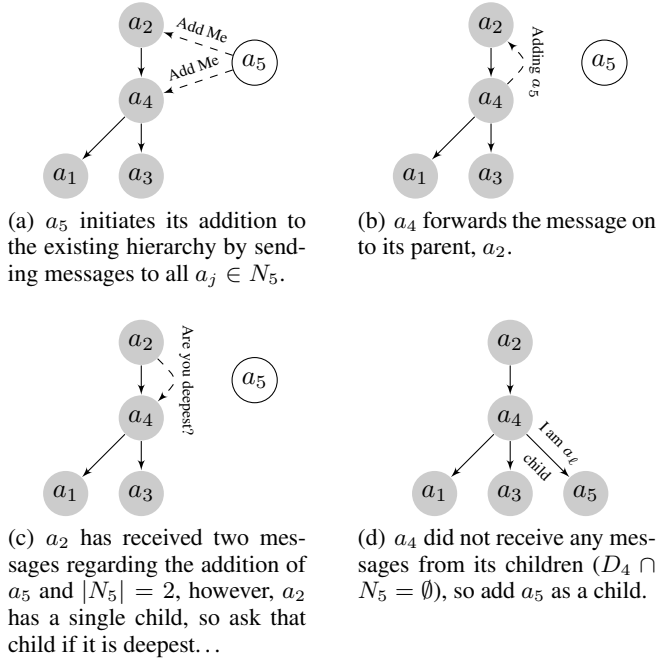 a₂
Add Me
a₅
Add Me
a₄
a₁
a₃
(a) a₅ initiates its addition to
the existing hierarchy by send-
ing messages to all aⱼ ∈ N₅.
a₂
Adding a₅
a₅
a₄
a₁
a₃
(b) a₄ forwards the message on
to its parent, a₂.
a₂
Are you deepest?
a₅
a₄
a₁
a₃
(c) a₂ has received two mes-
sages regarding the addition of
a₅ and |N₅| = 2, however, a₂
has a single child, so ask that
child if it is deepest…
a₂
a₄
I am a_ℓ
child
a₁
a₃
a₅
(d) a₄ did not receive any mes-
sages from its children (D₄ ∩
N₅ = ∅), so add a₅ as a child.